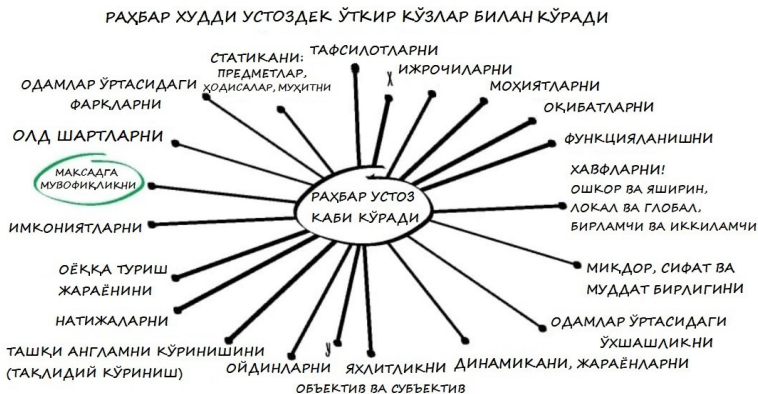 РАҲБАР ХУДДИ УСТОЗДЕК ЎТКИР КЎЗЛАР БИЛАН КЎРАДИ
ТАФСИЛОТЛАРНИ
СТАТИКАНИ:
ПРЕДМЕТЛАР,
ҲОДИСАЛАР, МУҲИТНИ
Х
ИЖРОЧИЛАРНИ
МОҲИЯТЛАРНИ
ОҚИБАТЛАРНИ
ФУНКЦИЯЛАНИШНИ
ХАВФЛАРНИ!
ОШКОР ВА ЯШИРИН,
ЛОКАЛ ВА ГЛОБАЛ,
БИРЛАМЧИ ВА ИККИЛАМЧИ
МИҚДОР, СИФАТ ВА
МУДДАТ БИРЛИГИНИ
ОДАМЛАР ЎРТАСИДАГИ
ЎХШАШЛИКНИ
ДИНАМИКАНИ, ЖАРАЁНЛАРНИ
ЯХЛИТЛИКНИ
У
ОБЪЕКТИВ ВА СУБЪЕКТИВ
ОЙДИНЛАРНИ
ТАШҚИ АНГЛАМНИ КЎРИНИШИНИ
(ТАҚЛИДИЙ КЎРИНИШ)
НАТИЖАЛАРНИ
ОЁҚҚА ТУРИШ
ЖАРАЁНИНИ
ИМКОНИЯТЛАРНИ
МАКСАДГА
МУВОФИҚЛИКНИ
ОЛД ШАРТЛАРНИ
ОДАМЛАР ЎРТАСИДАГИ
ФАРҚЛАРНИ
РАҲБАР УСТОЗ
КАБИ КЎРАДИ